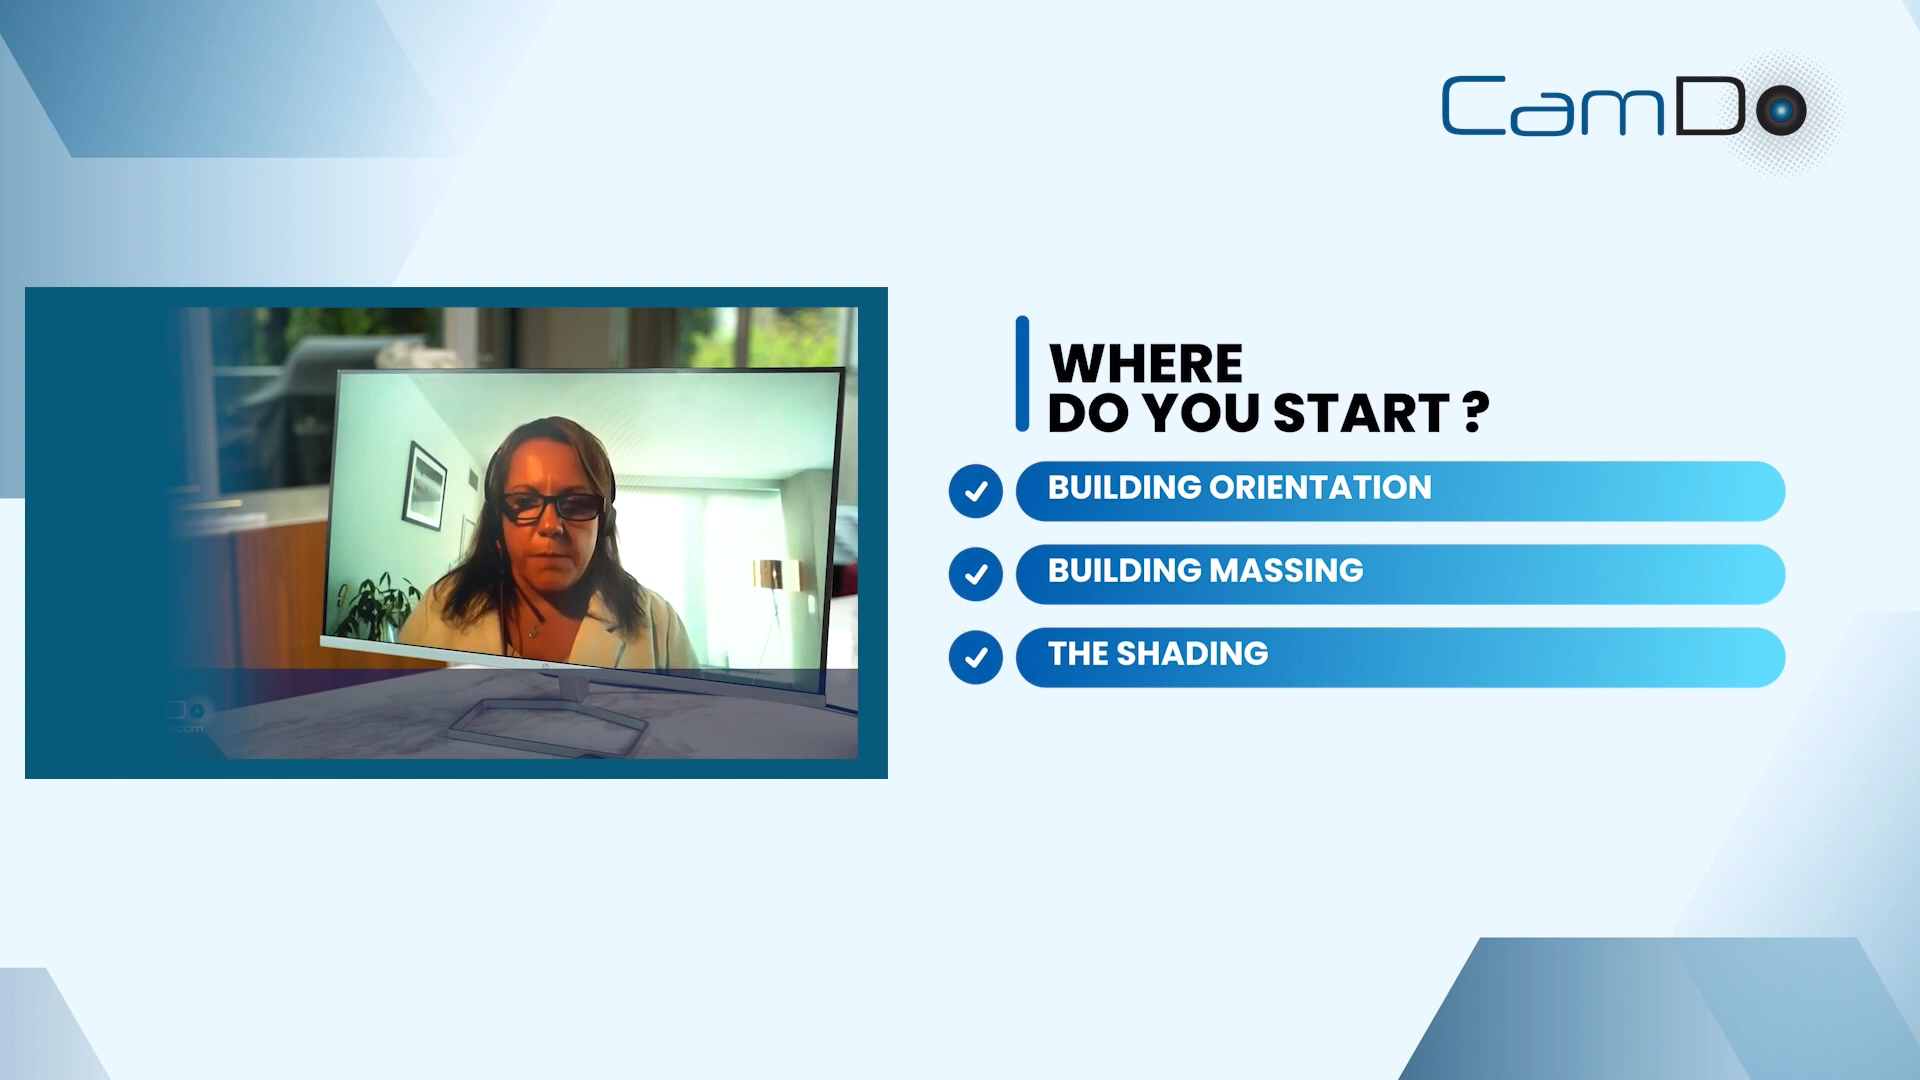 CamDo
WHERE
DO YOU START ?
BUILDING ORIENTATION
BUILDING MASSING
THE SHADING